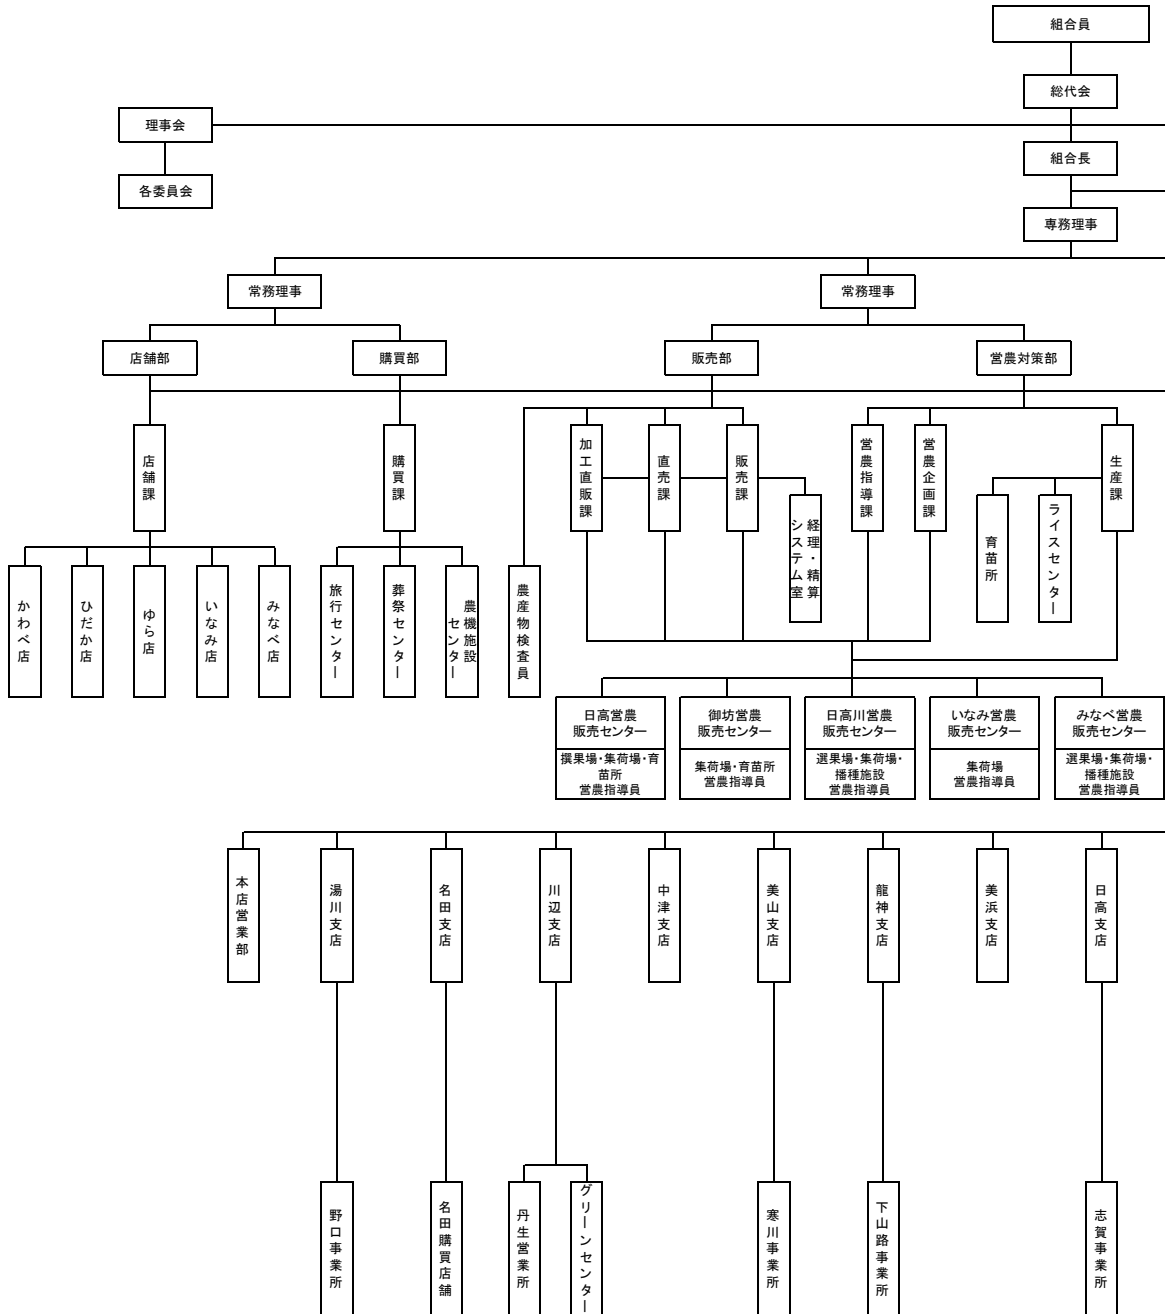 組合員
総代会
理事会
組合長
各委員会
専務理事
常務理事
常務理事
店舗部
購買部
販売部
営農対策部
店舗課
購買課
加工直販課
直売課
販売課
営農指導課
営農企画課
生産課
経理・精算
システム室
育苗所
ライスセンター
かわべ店
ひだか店
ゆら店
いなみ店
みなべ店
旅行センター
葬祭センター
農機施設
センター
農産物検査員
日高営農
販売センター
撰果場・集荷場・育
苗所
営農指導員
御坊営農
販売センター
集荷場・育苗所
営農指導員
日高川営農
販売センター
選果場・集荷場・
播種施設
営農指導員
いなみ営農
販売センター
集荷場
営農指導員
みなべ営農
販売センター
選果場・集荷場・
播種施設
営農指導員
本店営業部
湯川支店
名田支店
川辺支店
中津支店
美山支店
龍神支店
美浜支店
日高支店
野口事業所
名田購買店舗
丹生営業所
グリーンセンター
寒川事業所
下山路事業所
志賀事業所